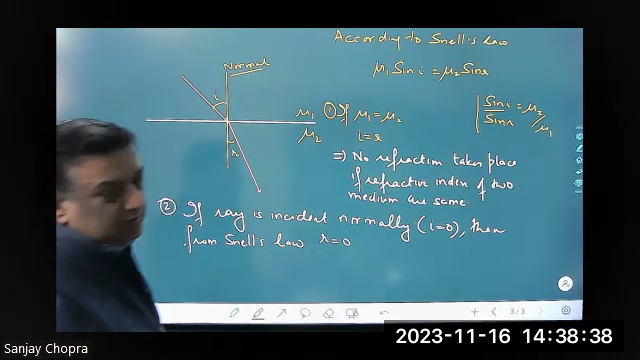 According to Snell's law
Normal
μ₁ Sin i = μ₂ Sin r
i
μ₁
① If μ₁ = μ₂
Sin i / Sin r = μ₂ / μ₁
μ₂
i = r
r
⇒ No refraction takes place
if refractive index of two
medium are same.
② If ray is incident normally (i=0), then
from Snell's law r=0
3/3
2023-11-16 14:38:38
Sanjay Chopra